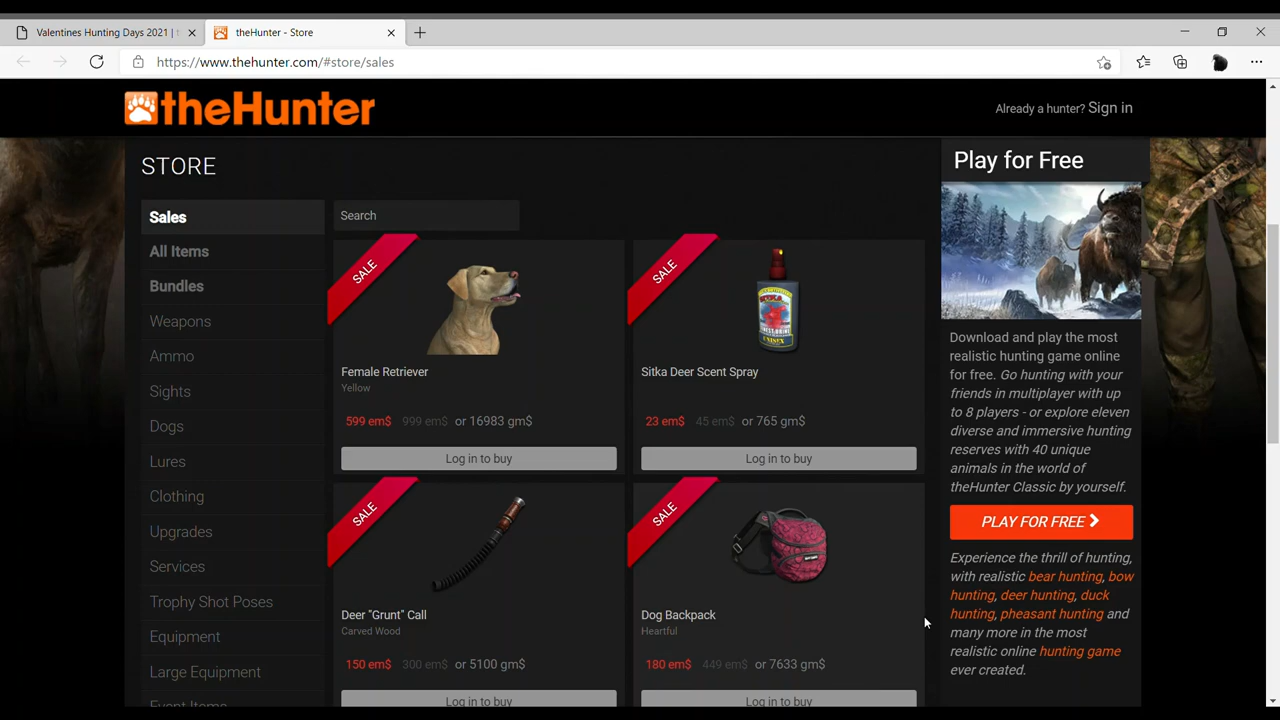 Valentines Hunting Days 2021 |
theHunter - Store
https://www.thehunter.com/#store/sales
theHunter
Already a hunter? Sign in
STORE
Sales
All Items
Bundles
Weapons
Ammo
Sights
Dogs
Lures
Clothing
Upgrades
Services
Trophy Shot Poses
Equipment
Large Equipment
Event Items
Search
SALE
Female Retriever
Yellow
599 em$ 999 em$ or 16983 gm$
Log in to buy
SALE
Sitka Deer Scent Spray
23 em$ 45 em$ or 765 gm$
Log in to buy
SALE
Deer "Grunt" Call
Carved Wood
150 em$ 300 em$ or 5100 gm$
Log in to buy
SALE
Dog Backpack
Heartful
180 em$ 449 em$ or 7633 gm$
Log in to buy
Play for Free
Download and play the most
realistic hunting game online
for free. Go hunting with your
friends in multiplayer with up
to 8 players - or explore eleven
diverse and immersive hunting
reserves with 40 unique
animals in the world of
theHunter Classic by yourself.
PLAY FOR FREE
Experience the thrill of hunting,
with realistic bear hunting, bow
hunting, deer hunting, duck
hunting, pheasant hunting and
many more in the most
realistic online hunting game
ever created.